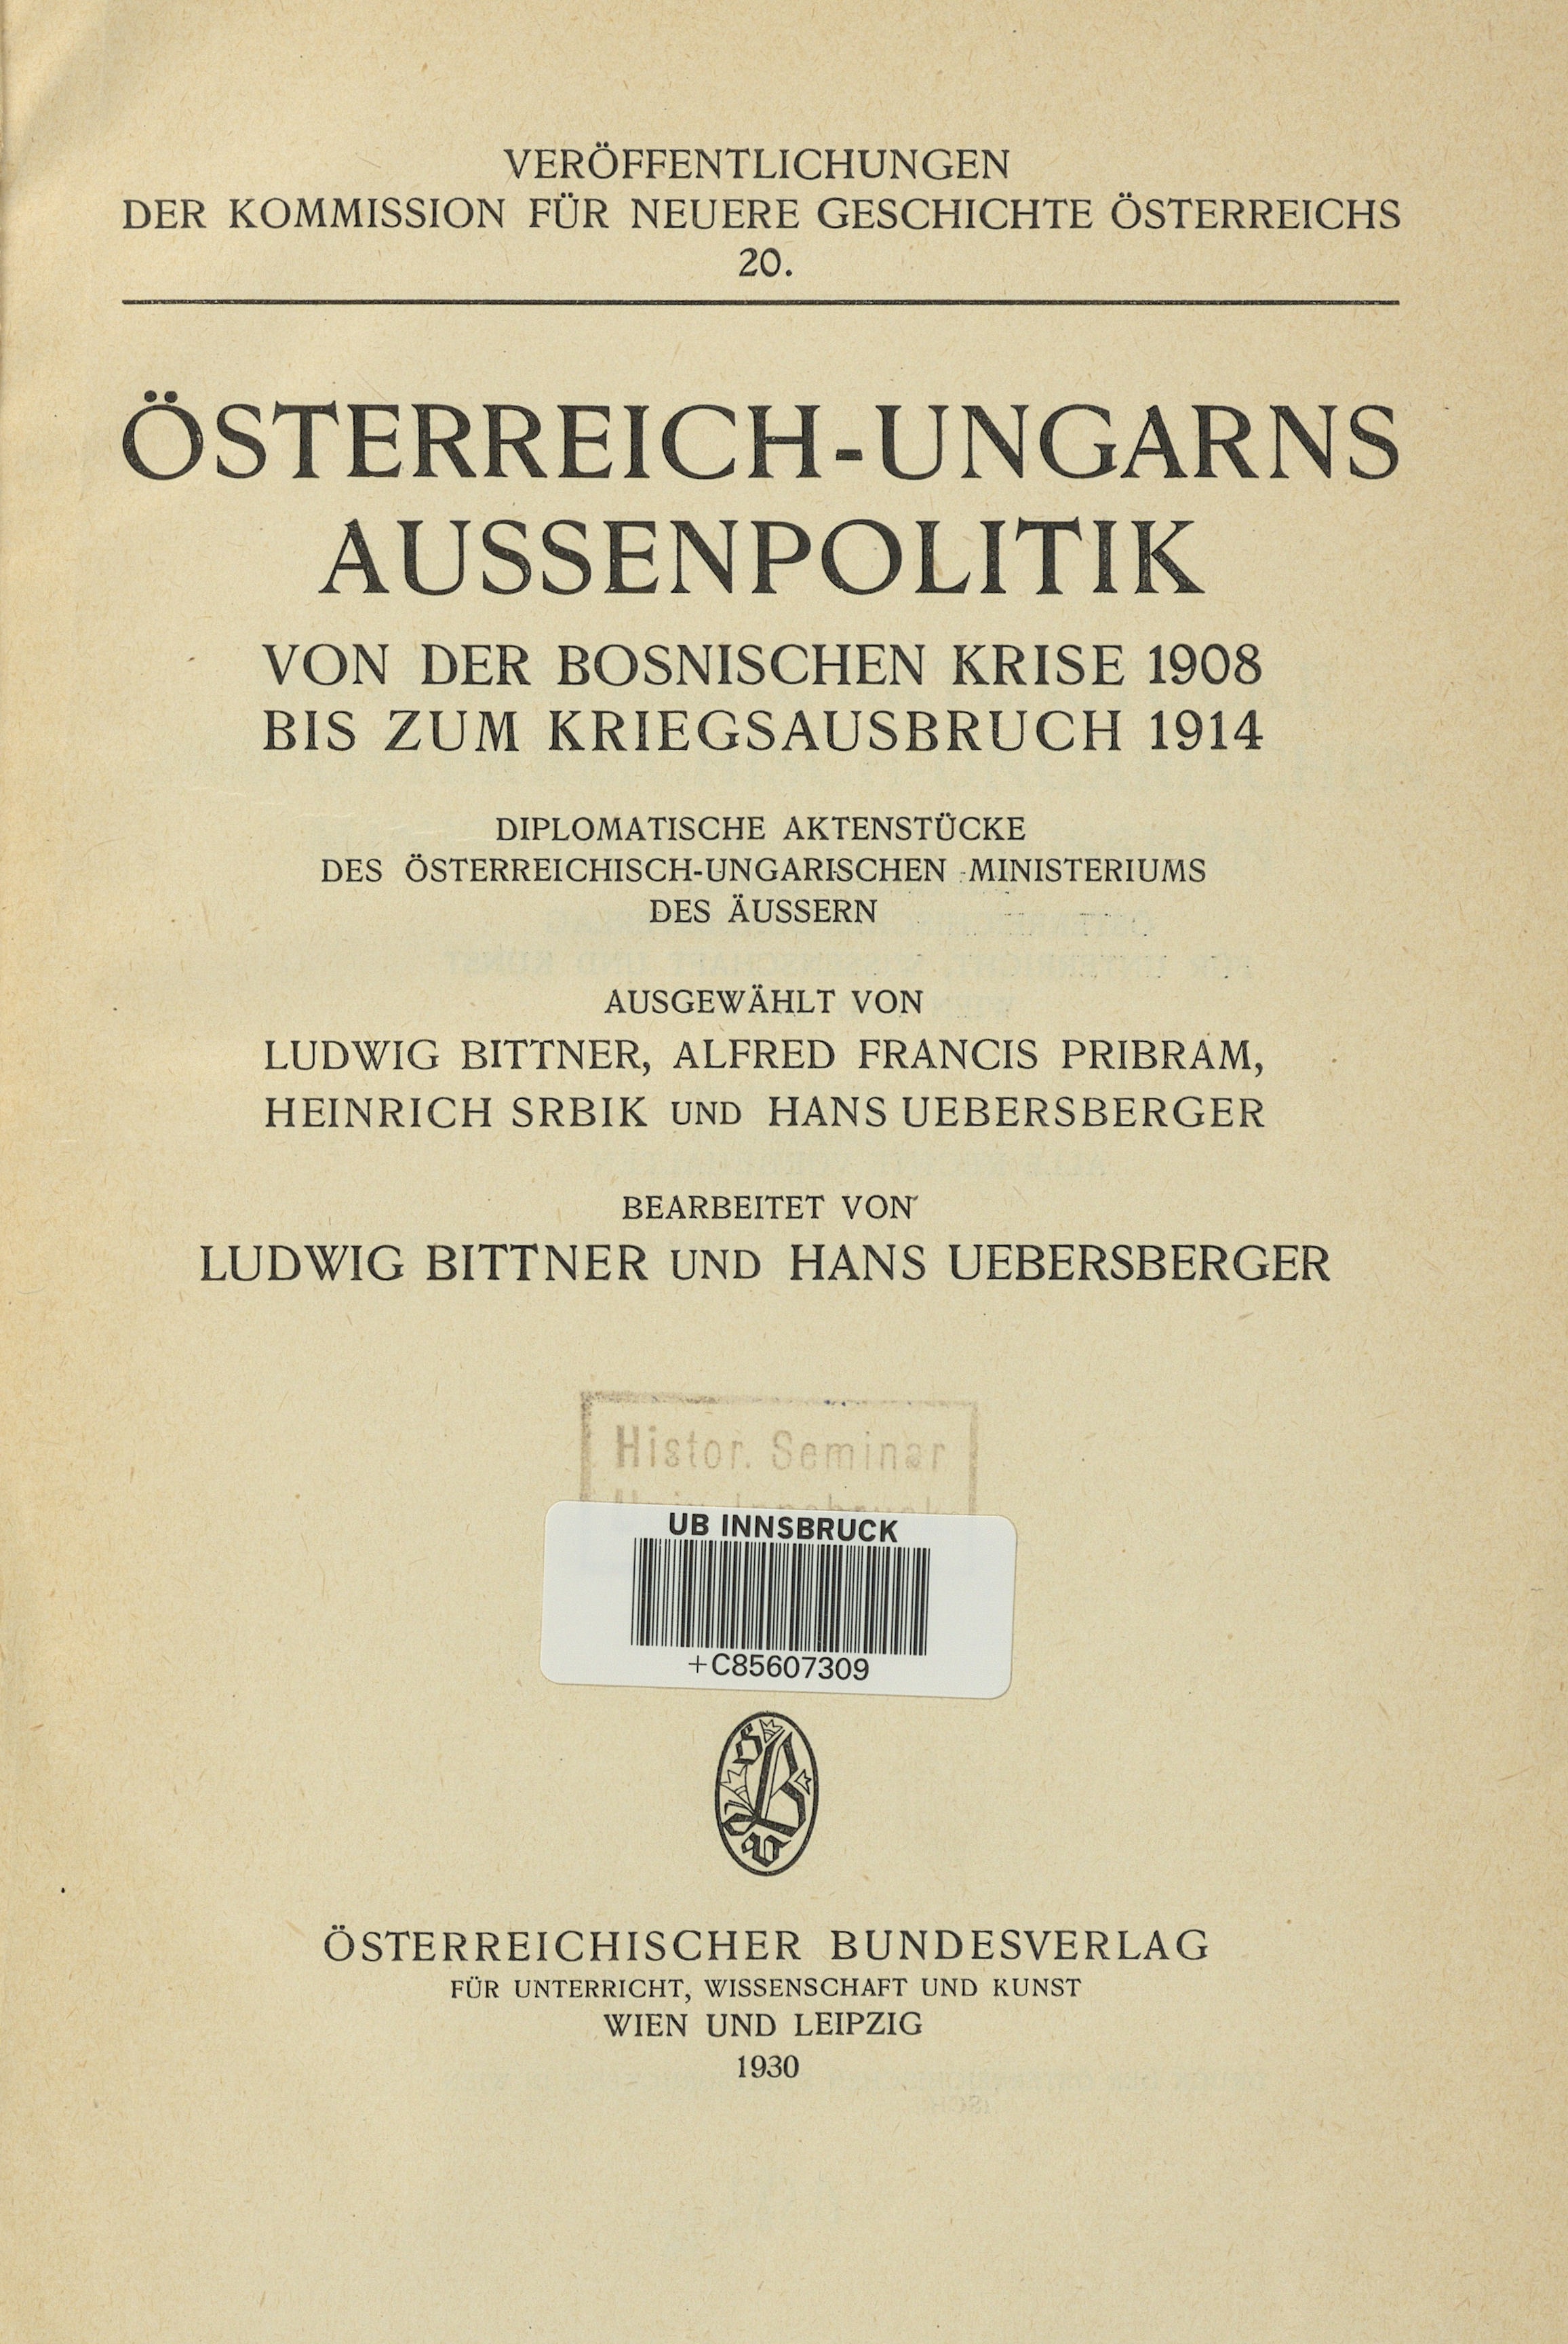 VERÖFFENTLICHUNGEN
DER KOMMISSION FÜR NEUERE GESCHICHTE ÖSTERREICHS
20.
ÖSTERREICH-UNGARNS
AUSSENPOLITIK
VON DER BOSNISCHEN KRISE 1908
BIS ZUM KRIEGSAUSBRUCH 1914
DIPLOMATISCHE AKTENSTÜCKE
DES ÖSTERREICHISCH-UNGARISCHEN MINISTERIUMS
DES ÄUSSERN
AUSGEWÄHLT VON
LUDWIG BITTNER, ALFRED FRANCIS PRIBRAM,
HEINRICH SRBIK UND HANS UEBERSBERGER
BEARBEITET VON
LUDWIG BITTNER UND HANS UEBERSBERGER
Histor. Seminar
UB INNSBRUCK
+C85607309
ÖSTERREICHISCHER BUNDESVERLAG
FÜR UNTERRICHT, WISSENSCHAFT UND KUNST
WIEN UND LEIPZIG
1930